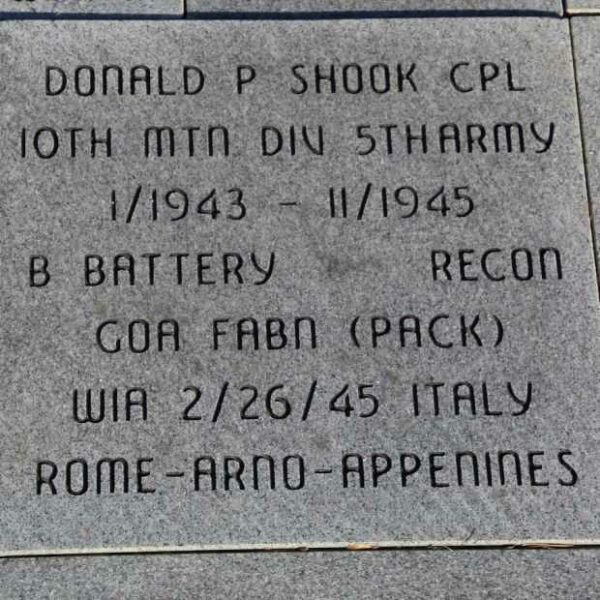 DONALD P SHOOK CPL
10TH MTN DIV 5TH ARMY
1/1943 - 11/1945
B BATTERY RECON
GOA FABN (PACK)
WIA 2/26/45 ITALY
ROME-ARNO-APPENINES